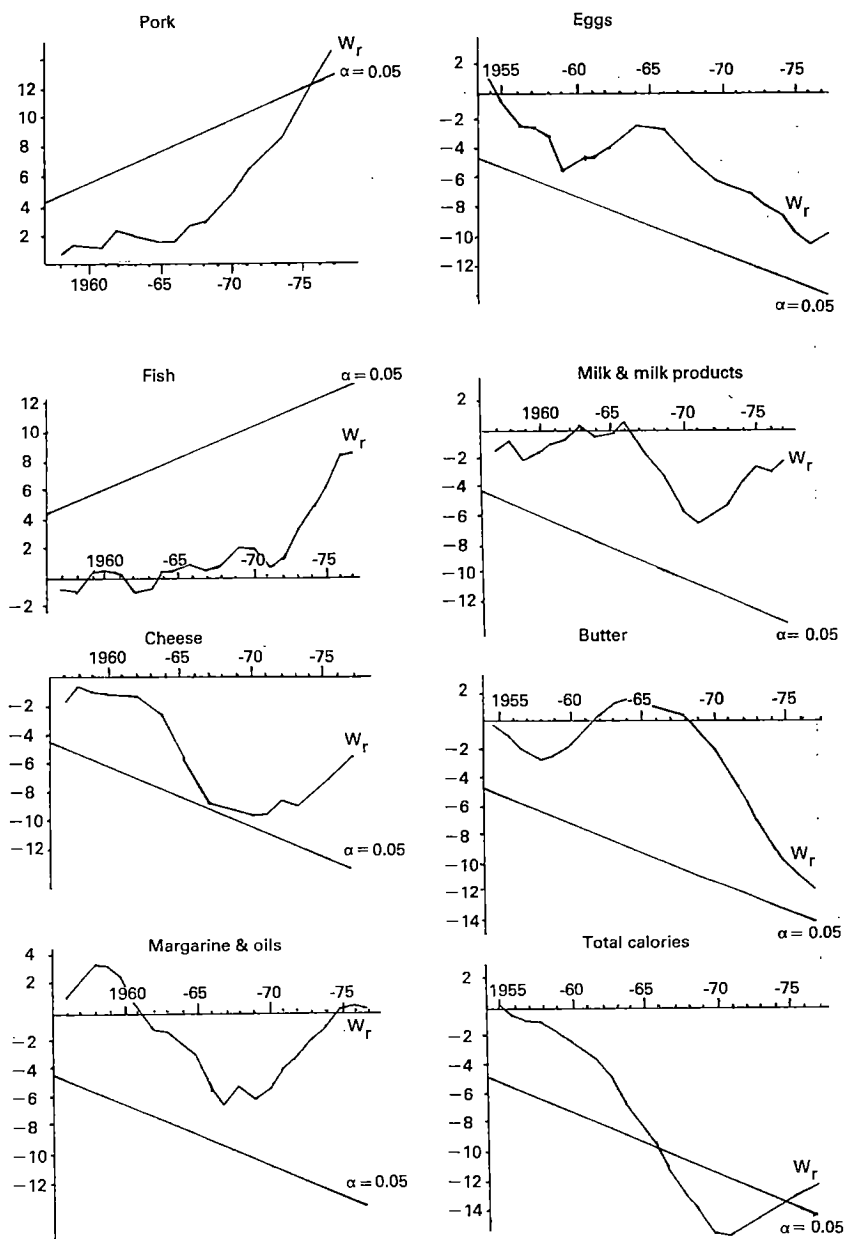 Pork
W_r
α = 0.05
12
10
8
6
4
2
1960 -65 -70 -75
Eggs
2
1955 -60 -65 -70 -75
−2
−4
−6
−8
−10
−12
W_r
α = 0.05
Fish
α = 0.05
12
10
8
6
4
2
−2
W_r
1960 -65 -70 -75
Milk & milk products
2
1960 -65 -70 -75
−2
−4
−6
−8
−10
−12
W_r
α = 0.05
Cheese
1960 -65 -70 -75
−2
−4
−6
−8
−10
−12
W_r
α = 0.05
Butter
2
1955 -60 -65 -70 -75
−2
−4
−6
−8
−10
−12
−14
W_r
α = 0.05
Margarine & oils
4
2
1960 -65 -70 -75
−2
−4
−6
−8
−10
−12
W_r
α = 0.05
Total calories
2
1955 -60 -65 -70 -75
−2
−4
−6
−8
−10
−12
−14
W_r
α = 0.05